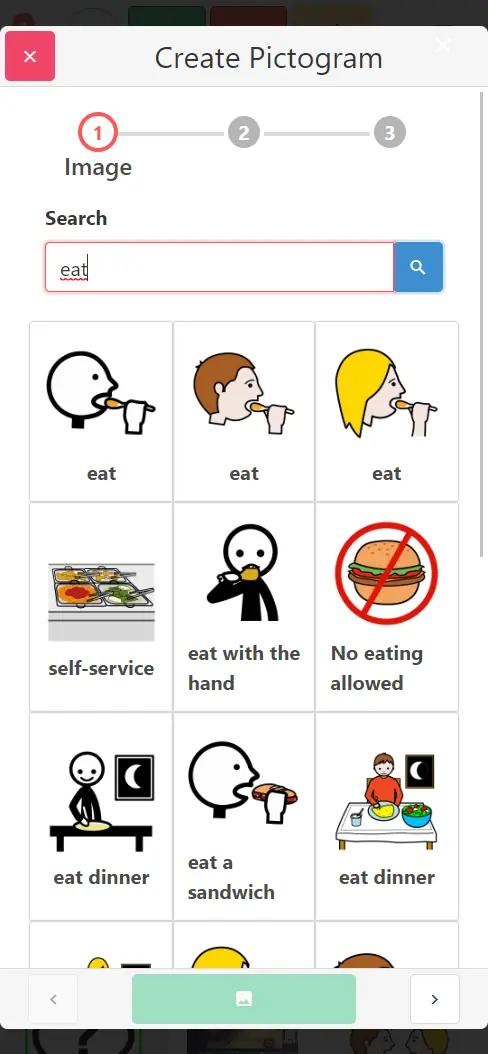 Create Pictogram
1 2 3
Image
Search
eat
eat eat eat
self-service
eat with the
hand
No eating
allowed
eat dinner
eat a
sandwich
eat dinner